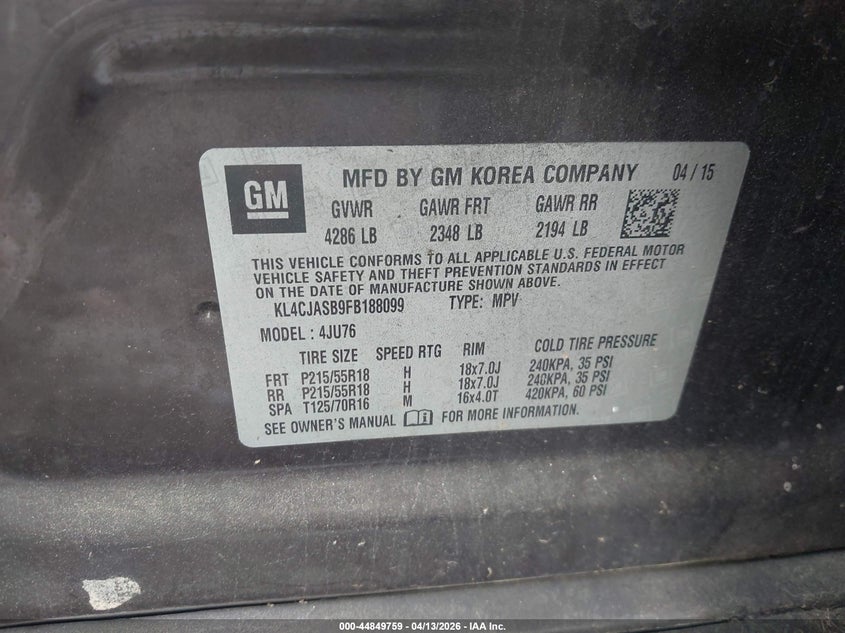 GM
MFD BY GM KOREA COMPANY 04 / 15
GVWR GAWR FRT GAWR RR
4286 LB 2348 LB 2194 LB
THIS VEHICLE CONFORMS TO ALL APPLICABLE U.S. FEDERAL MOTOR
VEHICLE SAFETY AND THEFT PREVENTION STANDARDS IN EFFECT
ON THE DATE OF MANUFACTURE SHOWN ABOVE.
KL4CJASB9FB188099 TYPE: MPV
MODEL : 4JU76
TIRE SIZE SPEED RTG RIM COLD TIRE PRESSURE
FRT P215/55R18 H 18x7.0J 240KPA, 35 PSI
RR P215/55R18 H 18x7.0J 240KPA, 35 PSI
SPA T125/70R16 M 16x4.0T 420KPA, 60 PSI
SEE OWNER'S MANUAL FOR MORE INFORMATION.
000-44849759 - 04/13/2026 - IAA Inc.